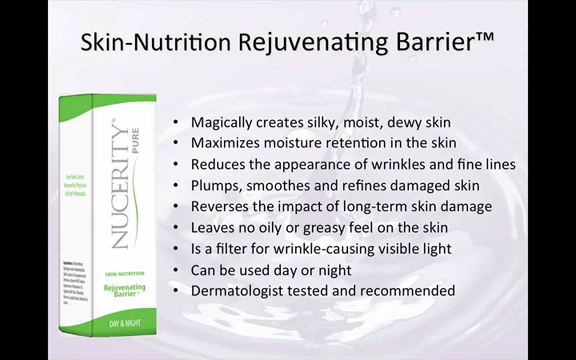 Skin-Nutrition Rejuvenating Barrier™
• Magically creates silky, moist, dewy skin
• Maximizes moisture retention in the skin
• Reduces the appearance of wrinkles and fine lines
• Plumps, smoothes and refines damaged skin
• Reverses the impact of long-term skin damage
• Leaves no oily or greasy feel on the skin
• Is a filter for wrinkle-causing visible light
• Can be used day or night
• Dermatologist tested and recommended
NUCERITY®
PURE
SKIN-NUTRITION
Rejuvenating
Barrier™
DAY & NIGHT